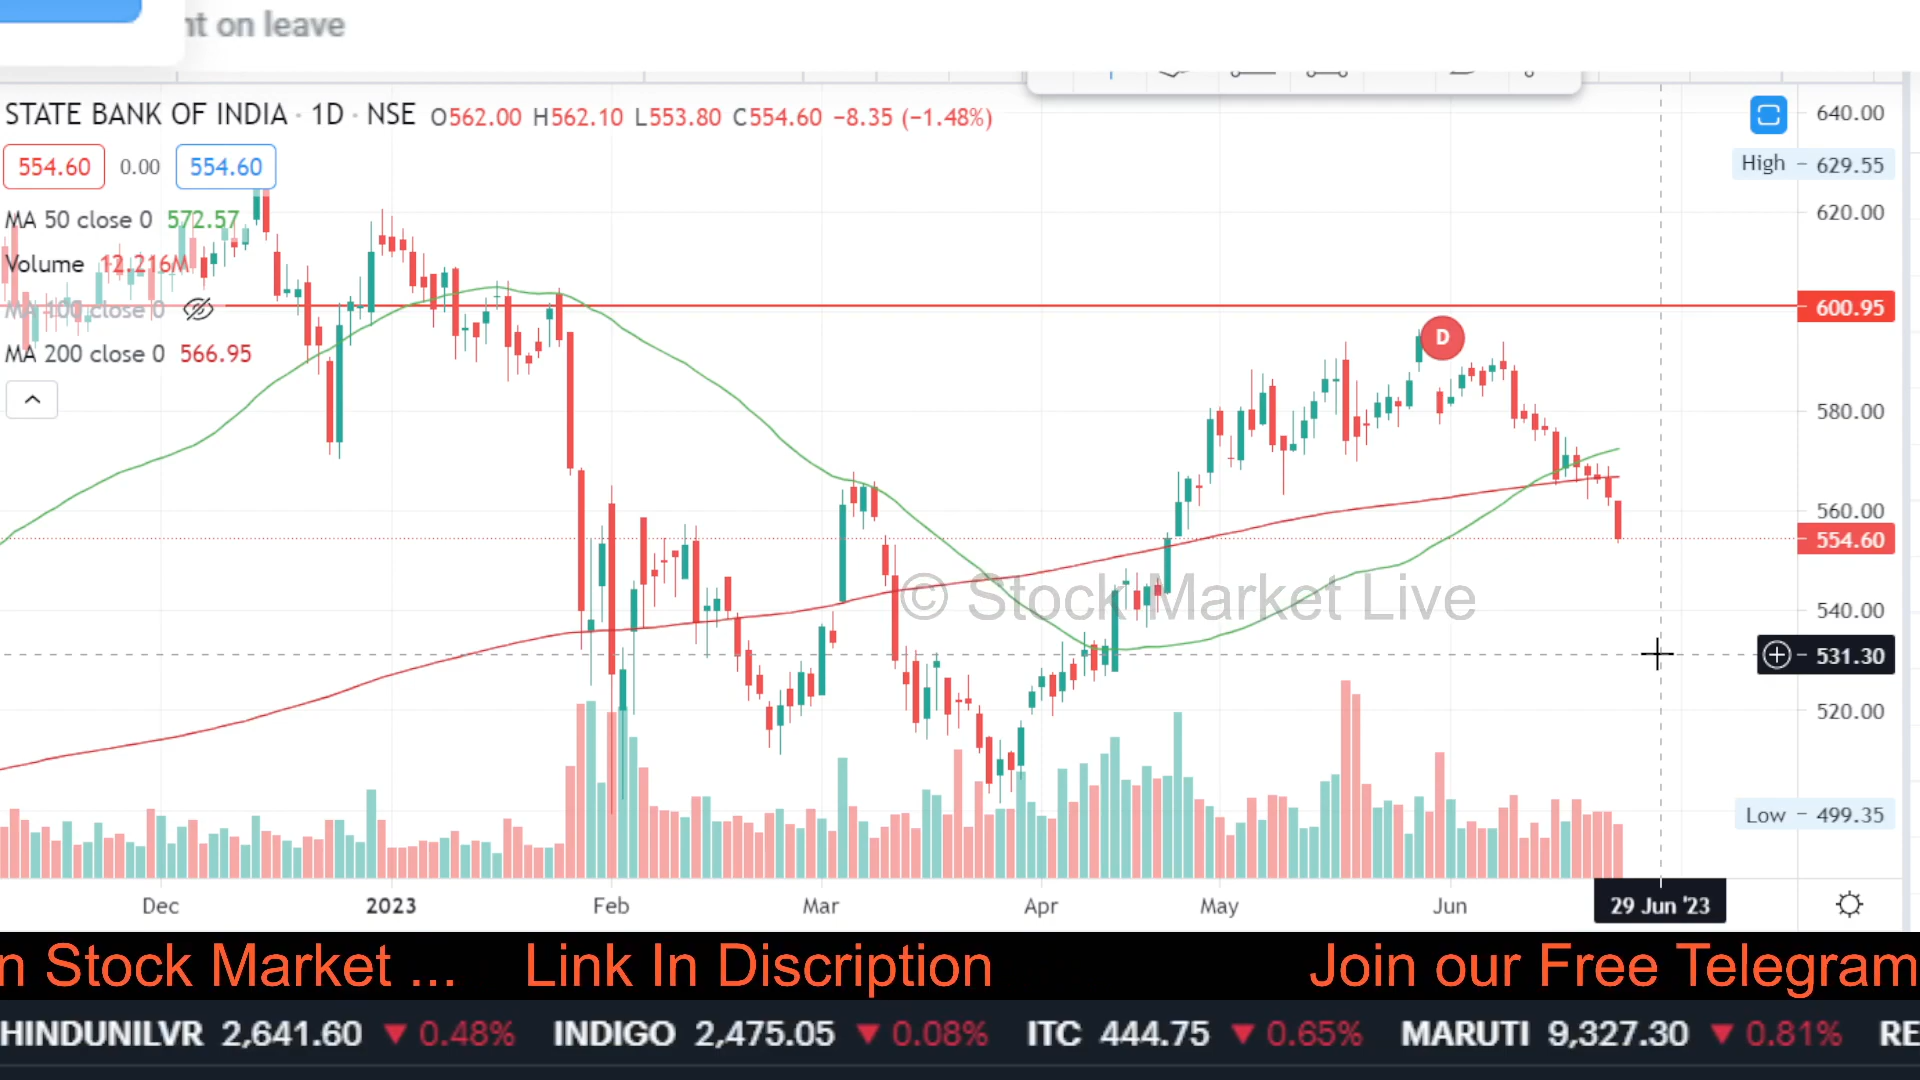 nt on leave
STATE BANK OF INDIA · 1D · NSE O562.00 H562.10 L553.80 C554.60 −8.35 (−1.48%)
554.60 0.00 554.60
MA 50 close 0 572.57
Volume 12.216M
MA 100 close 0
MA 200 close 0 566.95
640.00
High 629.55
620.00
600.95
D
580.00
560.00
554.60
540.00
531.30
520.00
Low 499.35
© Stock Market Live
Dec 2023 Feb Mar Apr May Jun 29 Jun '23
n Stock Market ... Link In Discription Join our Free Telegram
HINDUNILVR 2,641.60 ▼ 0.48% INDIGO 2,475.05 ▼ 0.08% ITC 444.75 ▼ 0.65% MARUTI 9,327.30 ▼ 0.81% RE